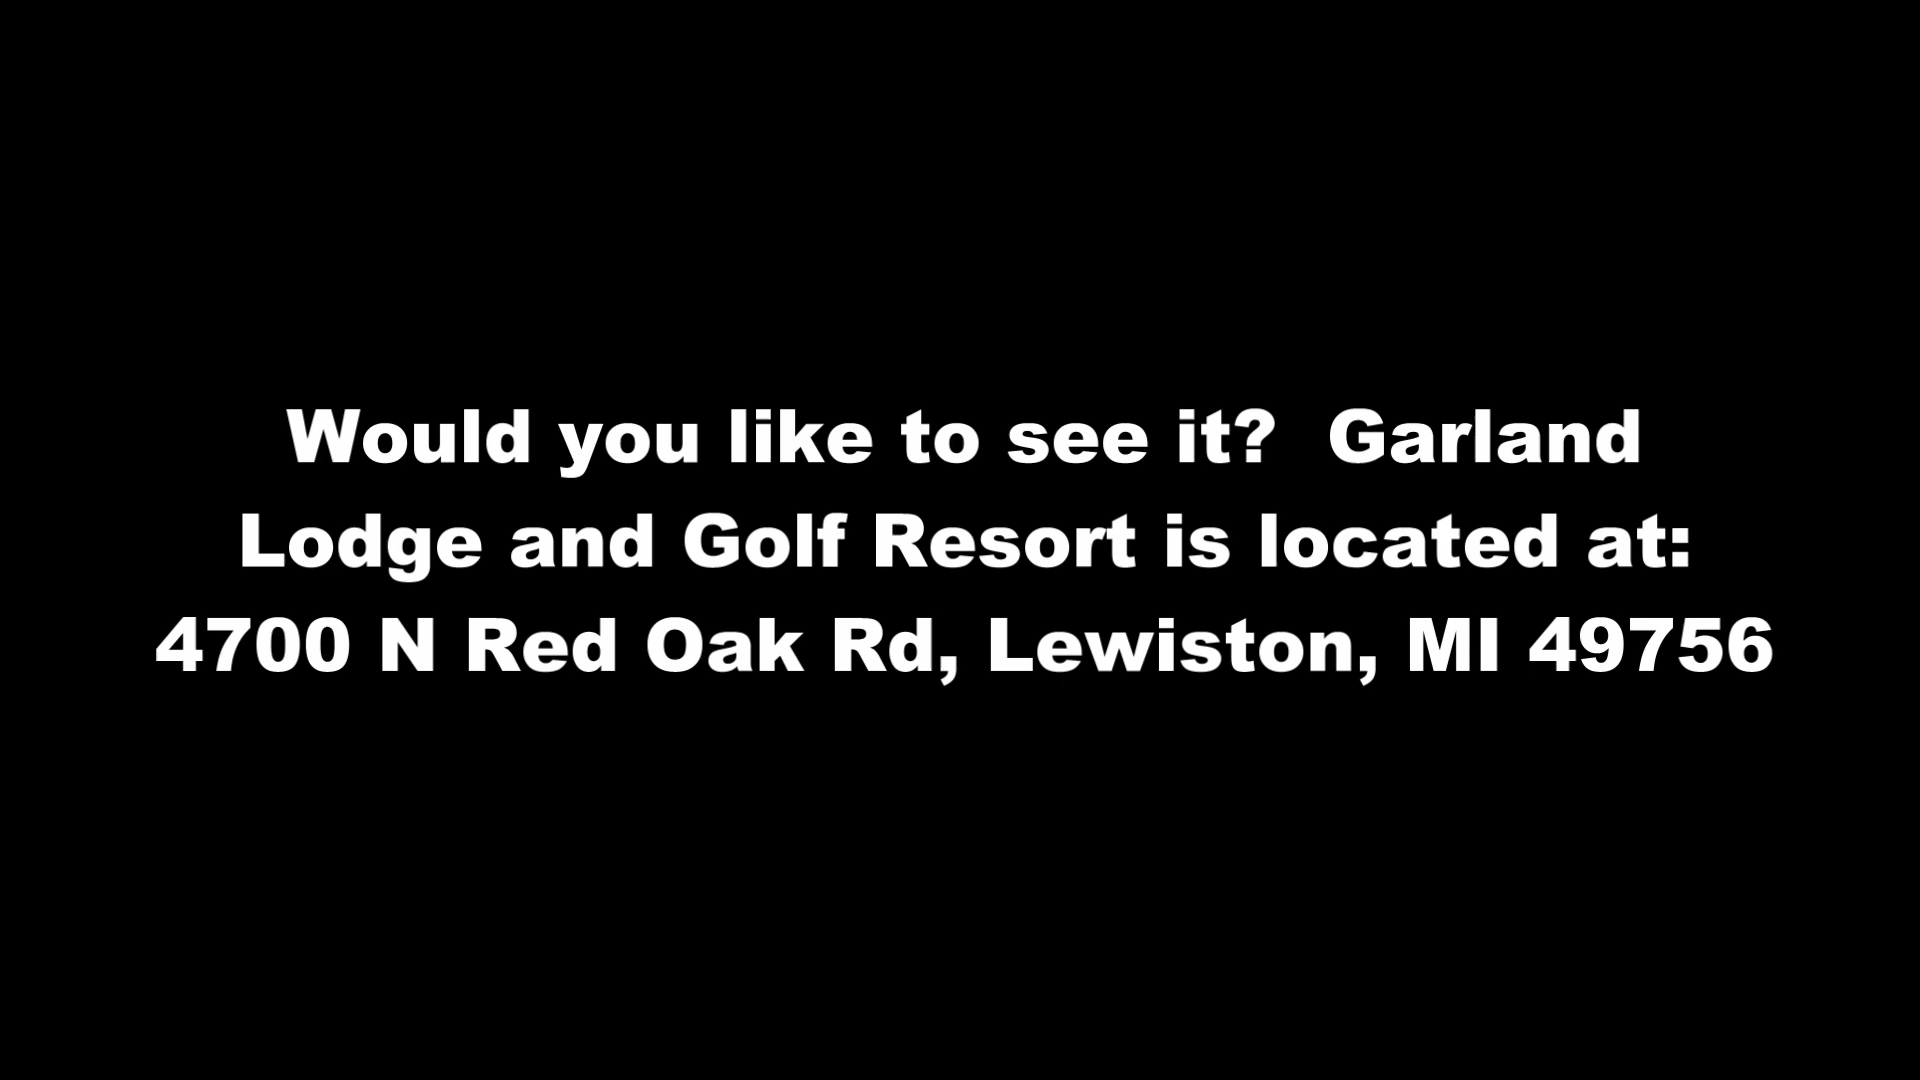 Would you like to see it?  Garland
Lodge and Golf Resort is located at:
4700 N Red Oak Rd, Lewiston, MI 49756